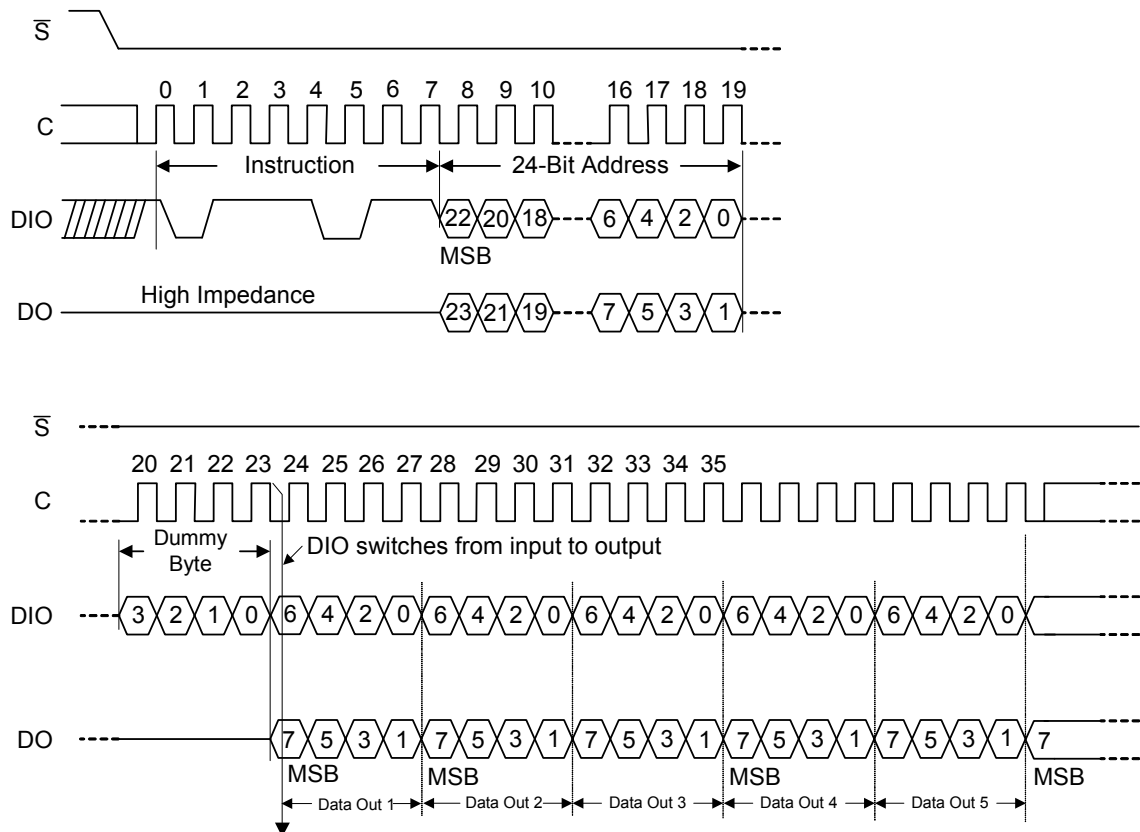 S
0 1 2 3 4 5 6 7 8 9 10 16 17 18 19
C
Instruction 24-Bit Address
DIO 22 20 18 6 4 2 0
MSB
High Impedance
DO 23 21 19 7 5 3 1
S
20 21 22 23 24 25 26 27 28 29 30 31 32 33 34 35
C
Dummy
Byte
DIO switches from input to output
DIO 3 2 1 0 6 4 2 0 6 4 2 0 6 4 2 0 6 4 2 0 6 4 2 0
DO 7 5 3 1 7 5 3 1 7 5 3 1 7 5 3 1 7 5 3 1 7
MSB MSB MSB MSB
Data Out 1 Data Out 2 Data Out 3 Data Out 4 Data Out 5